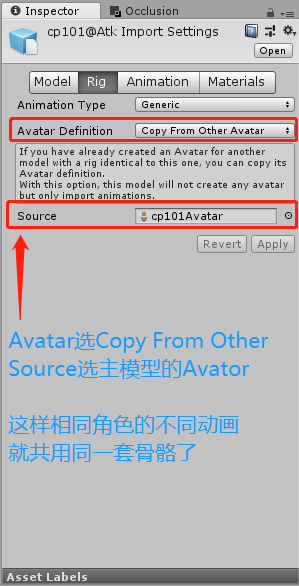 Inspector
Occlusion
cp101@Atk Import Settings
Open
Model Rig Animation Materials
Animation Type Generic
Avatar Definition Copy From Other Avatar
If you have already created an Avatar for another
model with a rig identical to this one, you can copy its
Avatar definition.
With this option, this model will not create any avatar
but only import animations.
Source cp101Avatar
Revert Apply
Avatar选Copy From Other
Source选主模型的Avator
这样相同角色的不同动画
就共用同一套骨骼了
Asset Labels